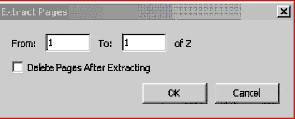 Extract Pages
From: 1 To: 1 of 2
Delete Pages After Extracting
OK Cancel